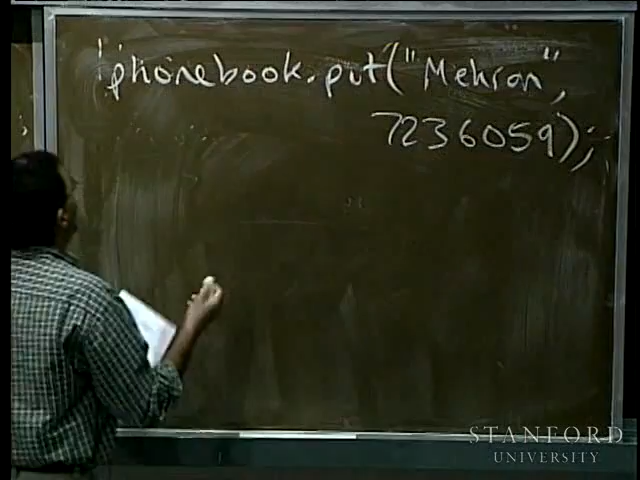 phonebook.put("Mehran",
7236059);
;
STANFORD
UNIVERSITY